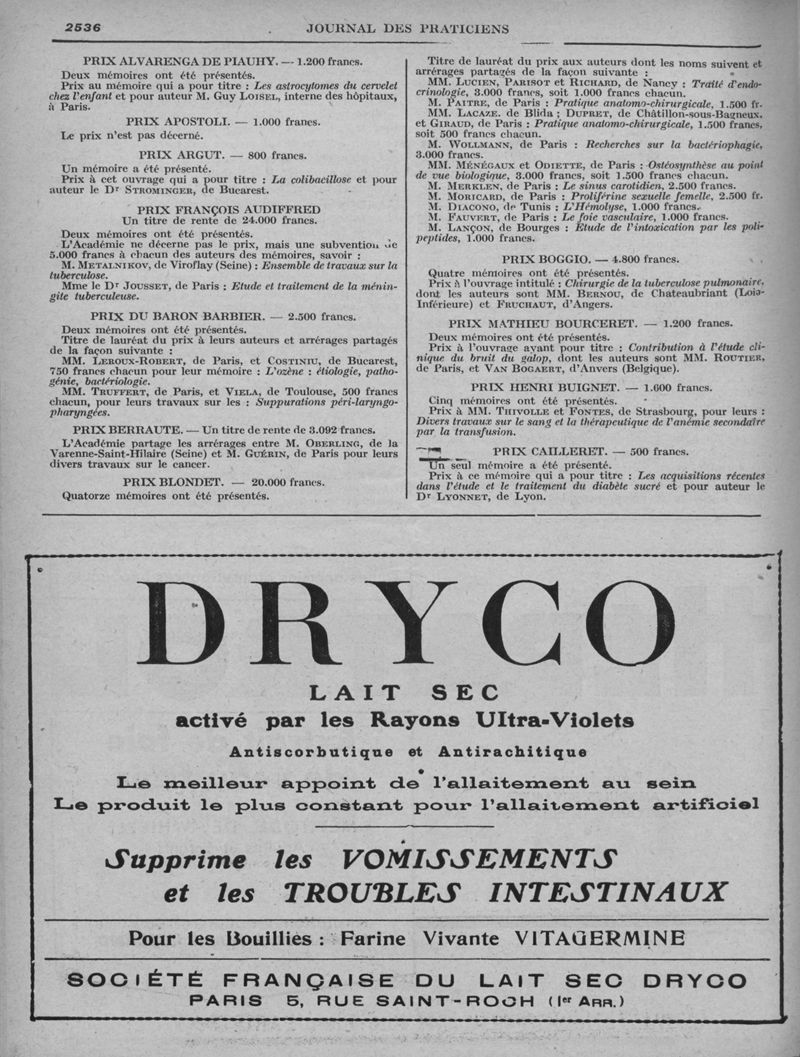 2536
JOURNAL DES PRATICIENS
PRIX ALVARENGA DE PIAUHY. — 1.200 francs.
Deux mémoires ont été présentés.
Prix au mémoire qui a pour titre : Les astrocytomes du cervelet
chez l'enfant et pour auteur M. Guy LOISEL, interne des hôpitaux,
à Paris.
PRIX APOSTOLI. — 1.000 francs.
Le prix n'est pas décerné.
PRIX ARGUT. — 800 francs.
Un mémoire a été présenté.
Prix à cet ouvrage qui a pour titre : La colibacillose et pour
auteur le Dr STROMINGER, de Bucarest.
PRIX FRANÇOIS AUDIFFRED
Un titre de rente de 24.000 francs.
Deux mémoires ont été présentés.
L'Académie ne décerne pas le prix, mais une subvention de
5.000 francs à chacun des auteurs des mémoires, savoir :
M. METALNIKOV, de Viroflay (Seine) : Ensemble de travaux sur la
tuberculose.
Mme le Dr JOUSSET, de Paris : Etude et traitement de la ménin-
gite tuberculeuse.
PRIX DU BARON BARBIER. — 2.500 francs.
Deux mémoires ont été présentés.
Titre de lauréat du prix à leurs auteurs et arrérages partagés
de la façon suivante :
MM. LEROUX-ROBERT, de Paris, et COSTINIU, de Bucarest,
750 francs chacun pour leur mémoire : L'ozène : étiologie, patho-
génie, bactériologie.
MM. TRUFFERT, de Paris, et VIELA, de Toulouse, 500 francs
chacun, pour leurs travaux sur les : Suppurations péri-laryngo-
pharyngées.
PRIX BERRAUTE. — Un titre de rente de 3.092 francs.
L'Académie partage les arrérages entre M. OBERLING, de la
Varenne-Saint-Hilaire (Seine) et M. GUÉRIN, de Paris pour leurs
divers travaux sur le cancer.
PRIX BLONDET. — 20.000 francs.
Quatorze mémoires ont été présentés.
Titre de lauréat du prix aux auteurs dont les noms suivent et
arrérages partagés de la façon suivante :
MM. LUCIEN, PARISOT et RICHARD, de Nancy : Traité d'endo-
crinologie, 3.000 francs, soit 1.000 francs chacun.
M. PAITRE, de Paris : Pratique anatomo-chirurgicale, 1.500 fr.
MM. LACAZE. de Blida ; DUPRET, de Châtillon-sous-Bagneux,
et GIRAUD, de Paris : Pratique anatomo-chirurgicale, 1.500 francs,
soit 500 francs chacun.
M. WOLLMANN, de Paris : Recherches sur la bactériophagie,
3.000 francs.
MM. MÉNÉGAUX et ODIETTE, de Paris : Ostéosynthèse au point
de vue biologique, 3.000 francs, soit 1.500 francs chacun.
M. MERKLEN, de Paris : Le sinus carotidien, 2.500 francs.
M. MORICARD, de Paris : Proliférine sexuelle femelle, 2.500 fr.
M. DIACONO, de Tunis : L'Hémolyse, 1.000 francs.
M. FAUVERT, de Paris : Le foie vasculaire, 1.000 francs.
M. LANÇON, de Bourges : Etude de l'intoxication par les poli-
peptides, 1.000 francs.
PRIX BOGGIO. — 4.800 francs.
Quatre mémoires ont été présentés.
Prix à l'ouvrage intitulé : Chirurgie de la tuberculose pulmonaire,
dont les auteurs sont MM. BERNOU, de Chateaubriant (Loire-
Inférieure) et FRUCHAUT, d'Angers.
PRIX MATHIEU BOURCERET. — 1.200 francs.
Deux mémoires ont été présentés.
Prix à l'ouvrage ayant pour titre : Contribution à l'étude cli-
nique du bruit du galop, dont les auteurs sont MM. ROUTIER,
de Paris, et VAN BOGAERT, d'Anvers (Belgique).
PRIX HENRI BUIGNET. — 1.600 francs.
Cinq mémoires ont été présentés.
Prix à MM. THIVOLLE et FONTES, de Strasbourg, pour leurs :
Divers travaux sur le sang et la thérapeutique de l'anémie secondaire
par la transfusion.
PRIX CAILLERET. — 500 francs.
Un seul mémoire a été présenté.
Prix à ce mémoire qui a pour titre : Les acquisitions récentes
dans l'étude et le traitement du diabète sucré et pour auteur le
Dr LYONNET, de Lyon.
DRYCO
LAIT SEC
activé par les Rayons Ultra-Violets
Antiscorbutique et Antirachitique
Le meilleur appoint de l'allaitement au sein
Le produit le plus constant pour l'allaitement artificiel
Supprime les VOMISSEMENTS
et les TROUBLES INTESTINAUX
Pour les Bouillies : Farine Vivante VITAGERMINE
SOCIÉTÉ FRANÇAISE DU LAIT SEC DRYCO
PARIS 5, RUE SAINT-ROCH (Ier ARR.)